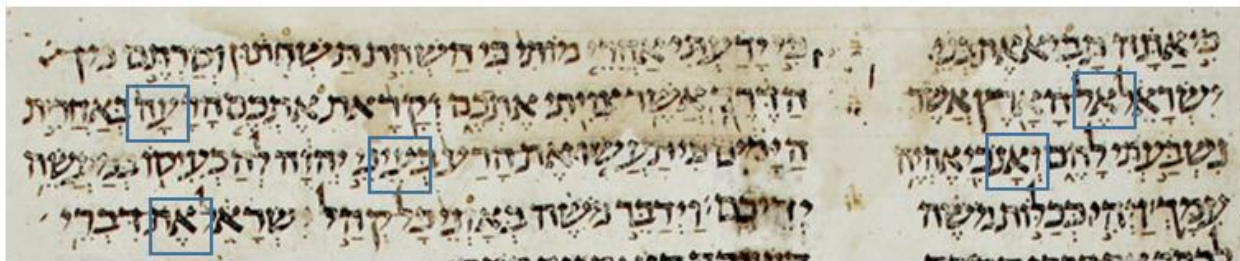 כי אתה תביא את בני
ישראל אל הארץ אשר
נשבעתי להם ואנכי אהיה
עמך ויהי ככלות משה
כי ידעתי אחרי מותי כי השחת תשחתון וסרתם מן
הדרך אשר צויתי אתכם וקראת אתכם הרעה באחרית
הימים כי תעשו את הרע בעיני יהוה להכעיסו במעשה
ידיכם וידבר משה באזני כל קהל ישראל את דברי